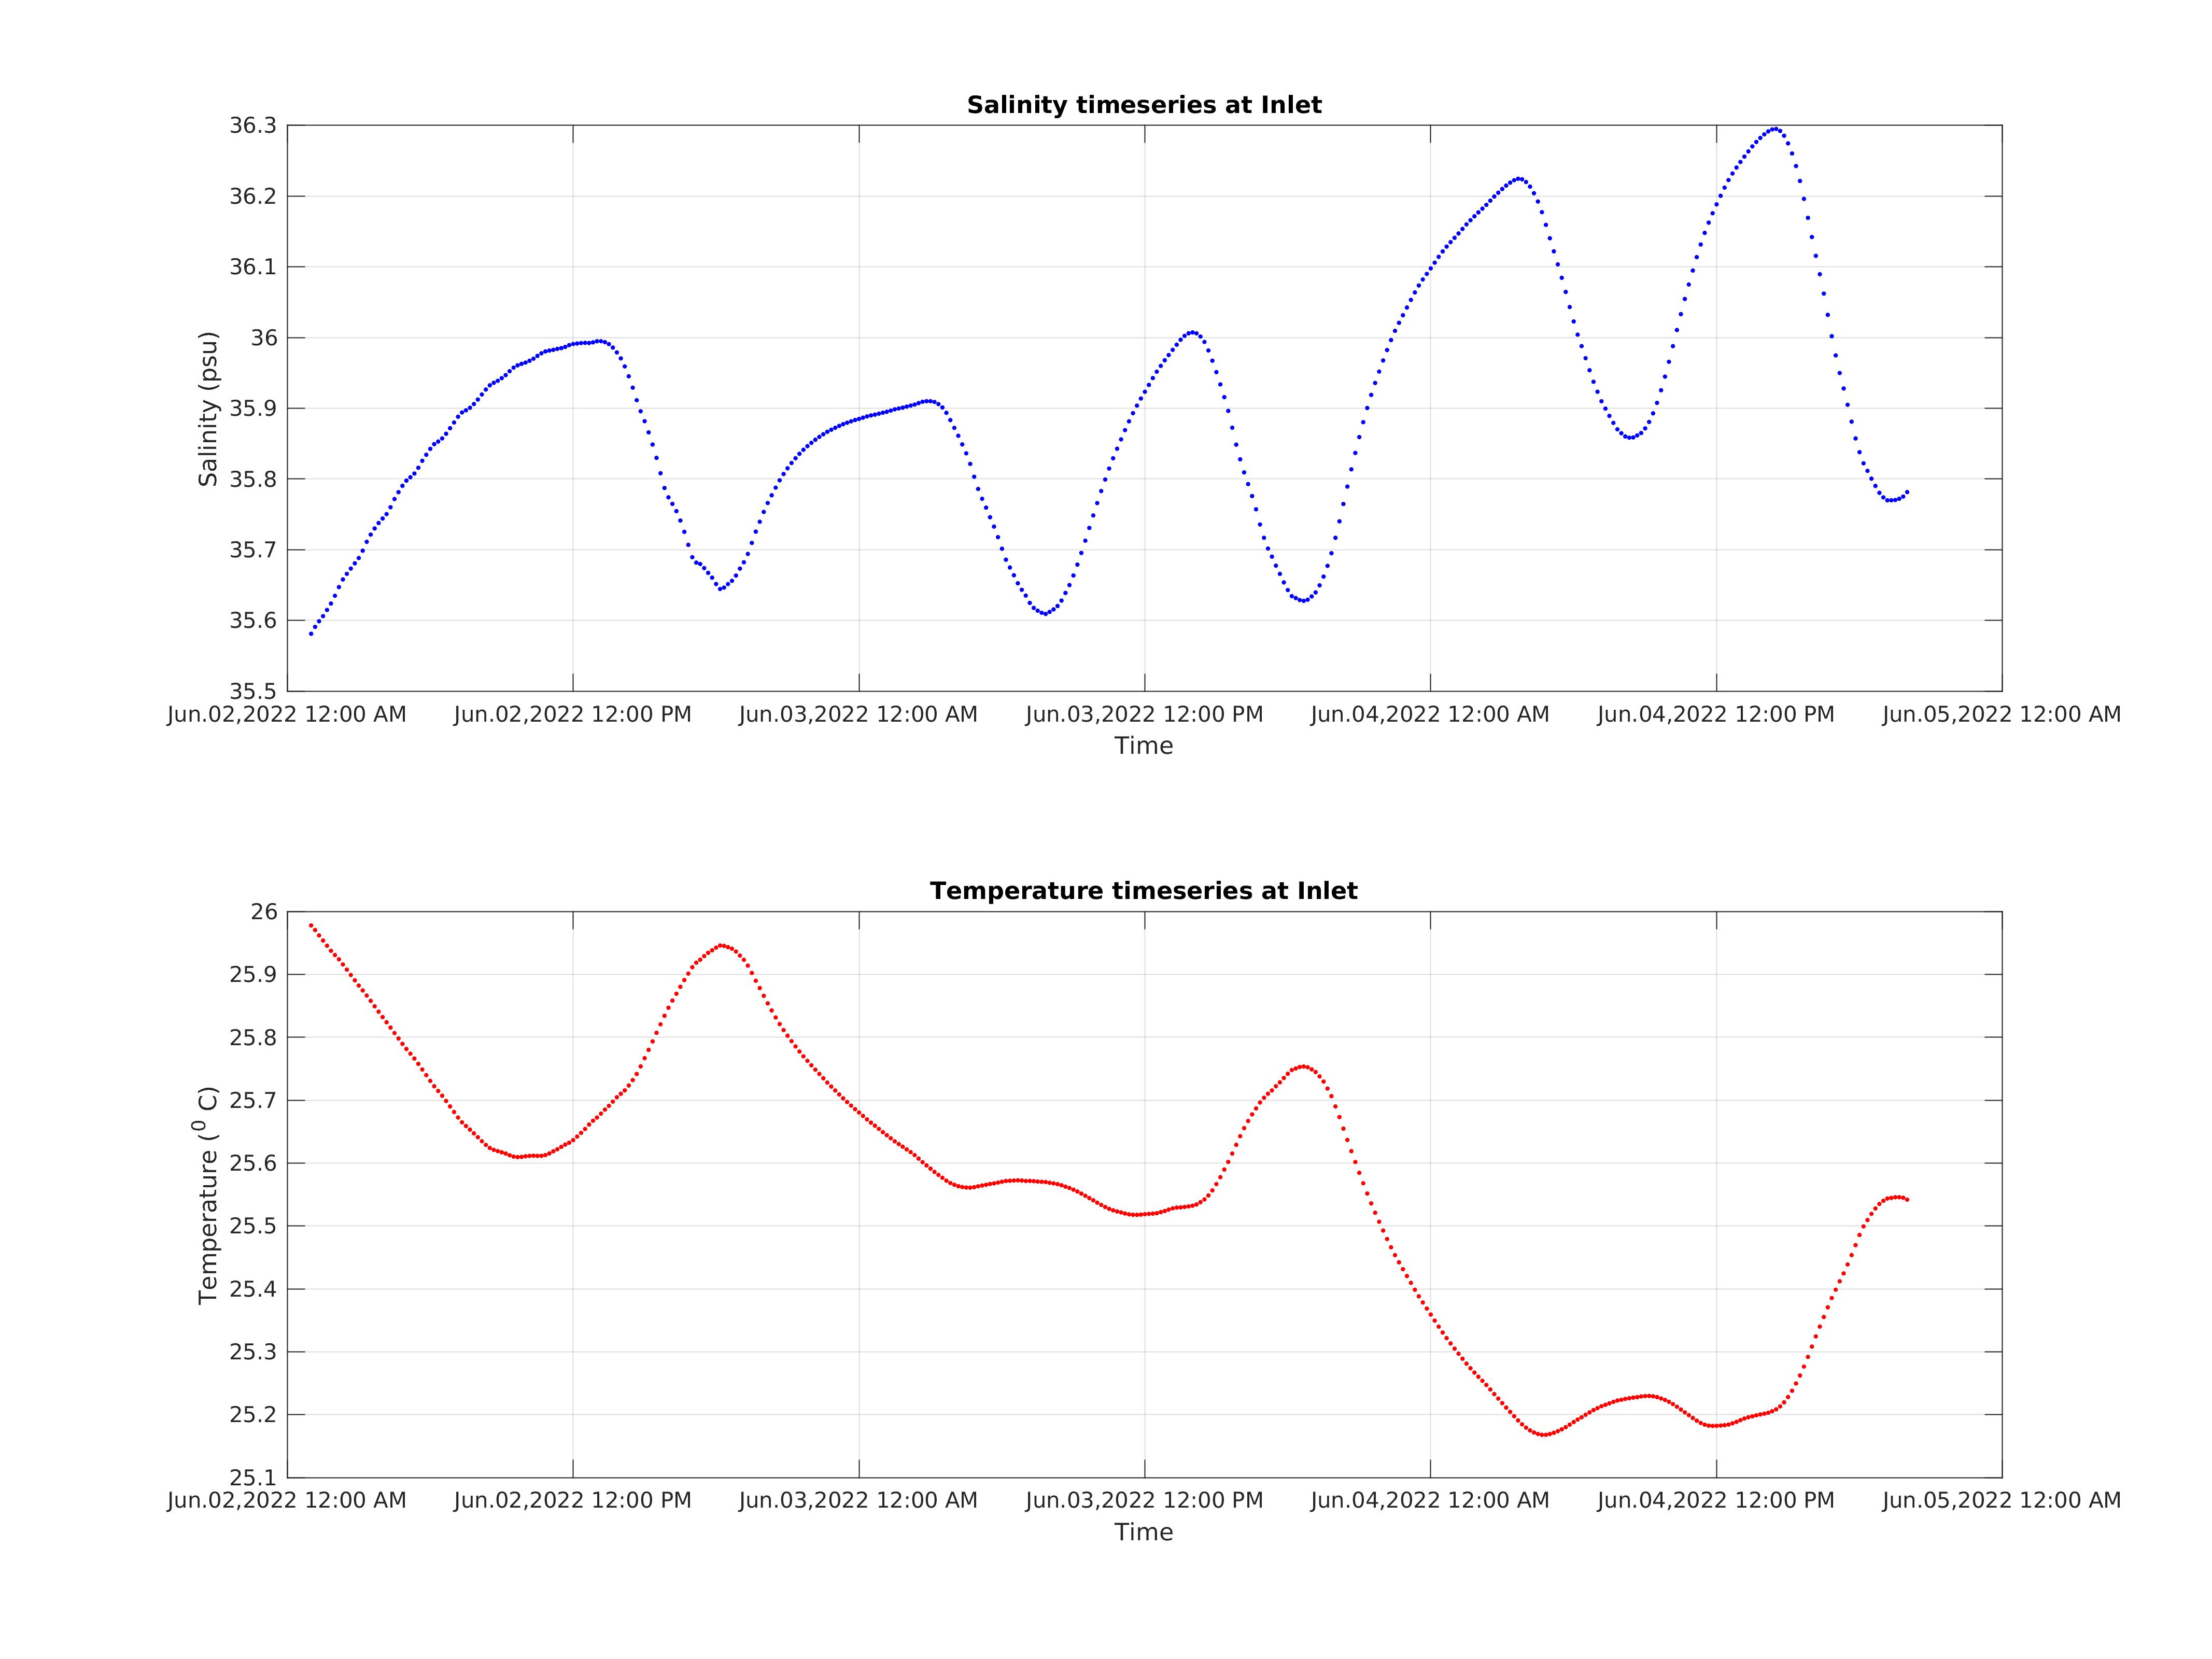 Salinity timeseries at Inlet
36.3
36.2
36.1
36
35.9
35.8
35.7
35.6
35.5
Salinity (psu)
Jun.02,2022 12:00 AM Jun.02,2022 12:00 PM Jun.03,2022 12:00 AM Jun.03,2022 12:00 PM Jun.04,2022 12:00 AM Jun.04,2022 12:00 PM Jun.05,2022 12:00 AM
Time
Temperature timeseries at Inlet
26
25.9
25.8
25.7
25.6
25.5
25.4
25.3
25.2
25.1
Temperature (⁰ C)
Jun.02,2022 12:00 AM Jun.02,2022 12:00 PM Jun.03,2022 12:00 AM Jun.03,2022 12:00 PM Jun.04,2022 12:00 AM Jun.04,2022 12:00 PM Jun.05,2022 12:00 AM
Time